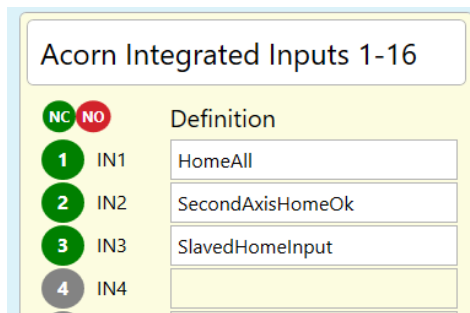 Acorn Integrated Inputs 1-16
NC NO Definition
1 IN1 HomeAll
2 IN2 SecondAxisHomeOk
3 IN3 SlavedHomeInput
4 IN4